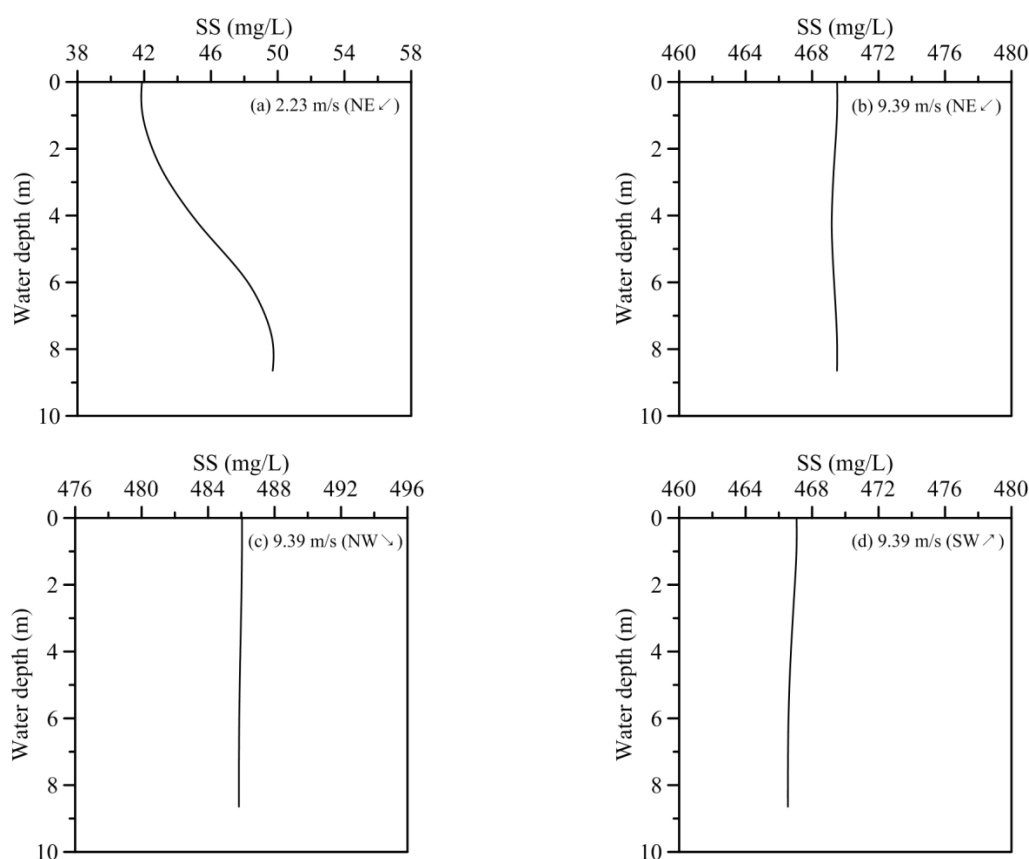 SS (mg/L)
38 42 46 50 54 58
0
2
4
6
8
10
Water depth (m)
(a) 2.23 m/s (NE↙)
SS (mg/L)
460 464 468 472 476 480
0
2
4
6
8
10
Water depth (m)
(b) 9.39 m/s (NE↙)
SS (mg/L)
476 480 484 488 492 496
0
2
4
6
8
10
Water depth (m)
(c) 9.39 m/s (NW↘)
SS (mg/L)
460 464 468 472 476 480
0
2
4
6
8
10
Water depth (m)
(d) 9.39 m/s (SW↗)